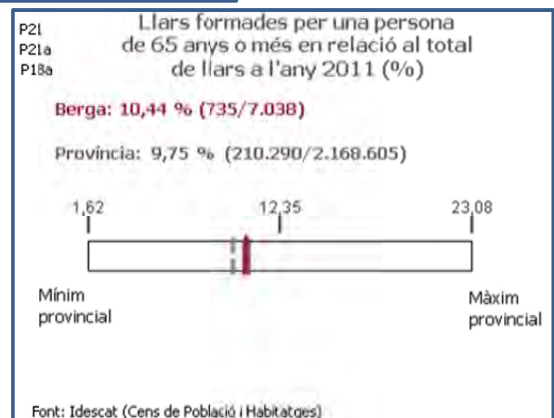 P21
P21a
P18a
Llars formades per una persona
de 65 anys o més en relació al total
de llars a l'any 2011 (%)
Berga: 10,44 % (735/7.038)
Província: 9,75 % (210.290/2.168.605)
1,62 12,35 23,08
Mínim
provincial
Màxim
provincial
Font: Idescat (Cens de Població i Habitatges)